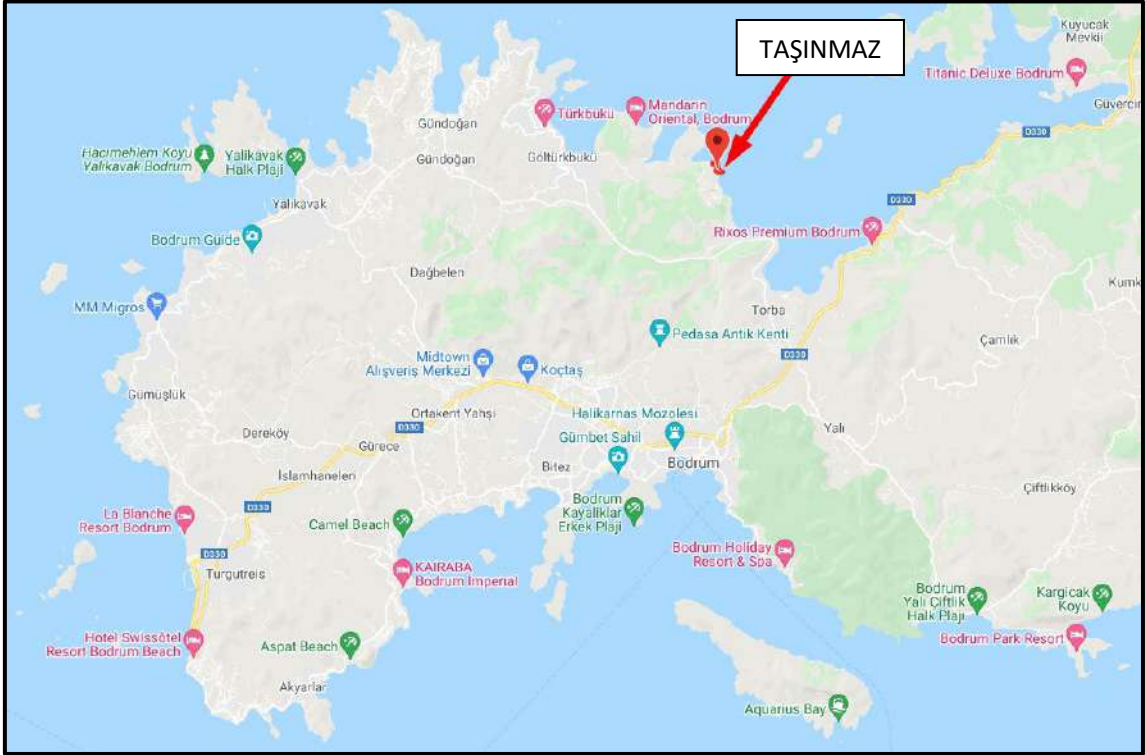 TAŞINMAZ
Kuyucak
Mevkii
Titanic Deluxe Bodrum
Güvercin
D330
Mandarin
Oriental, Bodrum
Türkbükü
Gündoğan
Göltürkbükü
Gündoğan
Hacımehlem Koyu
Yalıkavak Bodrum
Yalıkavak
Halk Plajı
Yalıkavak
Bodrum Guide
D330
Rixos Premium Bodrum
Dağbelen
MM Migros
Kumk
Torba
Pedasa Antik Kenti
Çamlık
D330
Midtown
Alışveriş Merkezi
Koçtaş
Gümüşlük
Ortakent Yahşi
Halikarnas Mozolesi
D330
Dereköy
Gürece
Gümbet Sahil
Yalı
İslamhaneleri
Bitez
Bodrum
Çiftlikköy
La Blanche
Resort Bodrum
Camel Beach
Bodrum
Kayalıklar
Erkek Plajı
D330
Bodrum Holiday
Resort & Spa
Turgutreis
KAIRABA
Bodrum Imperial
Bodrum
Yalı Çiftlik
Halk Plajı
Kargicak
Koyu
Hotel Swissôtel
Resort Bodrum Beach
Aspat Beach
Bodrum Park Resort
Akyarlar
Aquarius Bay